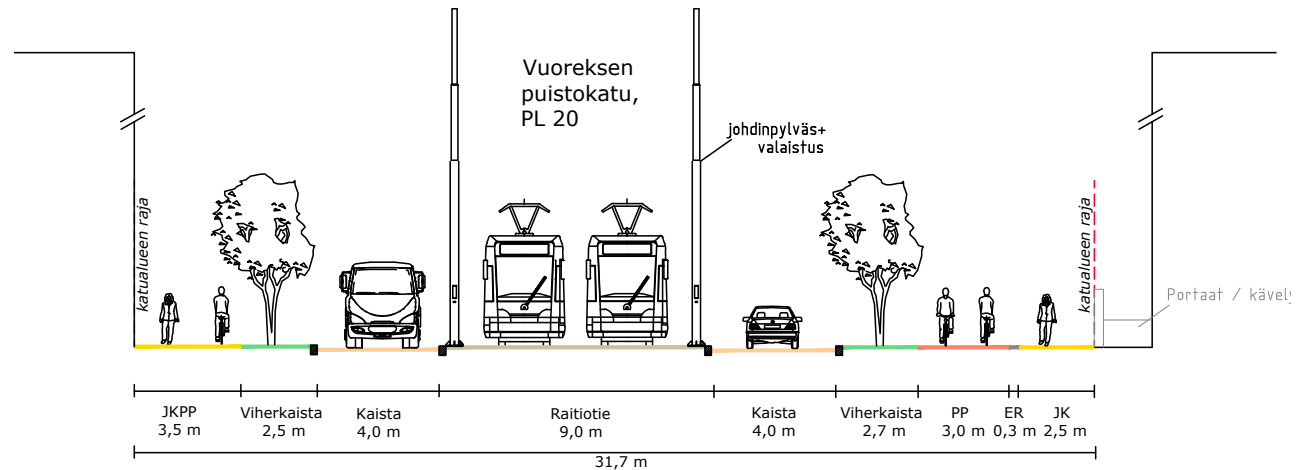 Vuoreksen
puistokatu,
PL 20
johdinpylväs+
valaistus
katualueen raja
katualueen raja
Portaat / kävely
JKPP
3,5 m
Viherkaista
2,5 m
Kaista
4,0 m
Raitiotie
9,0 m
Kaista
4,0 m
Viherkaista
2,7 m
PP
3,0 m
ER
0,3 m
JK
2,5 m
31,7 m